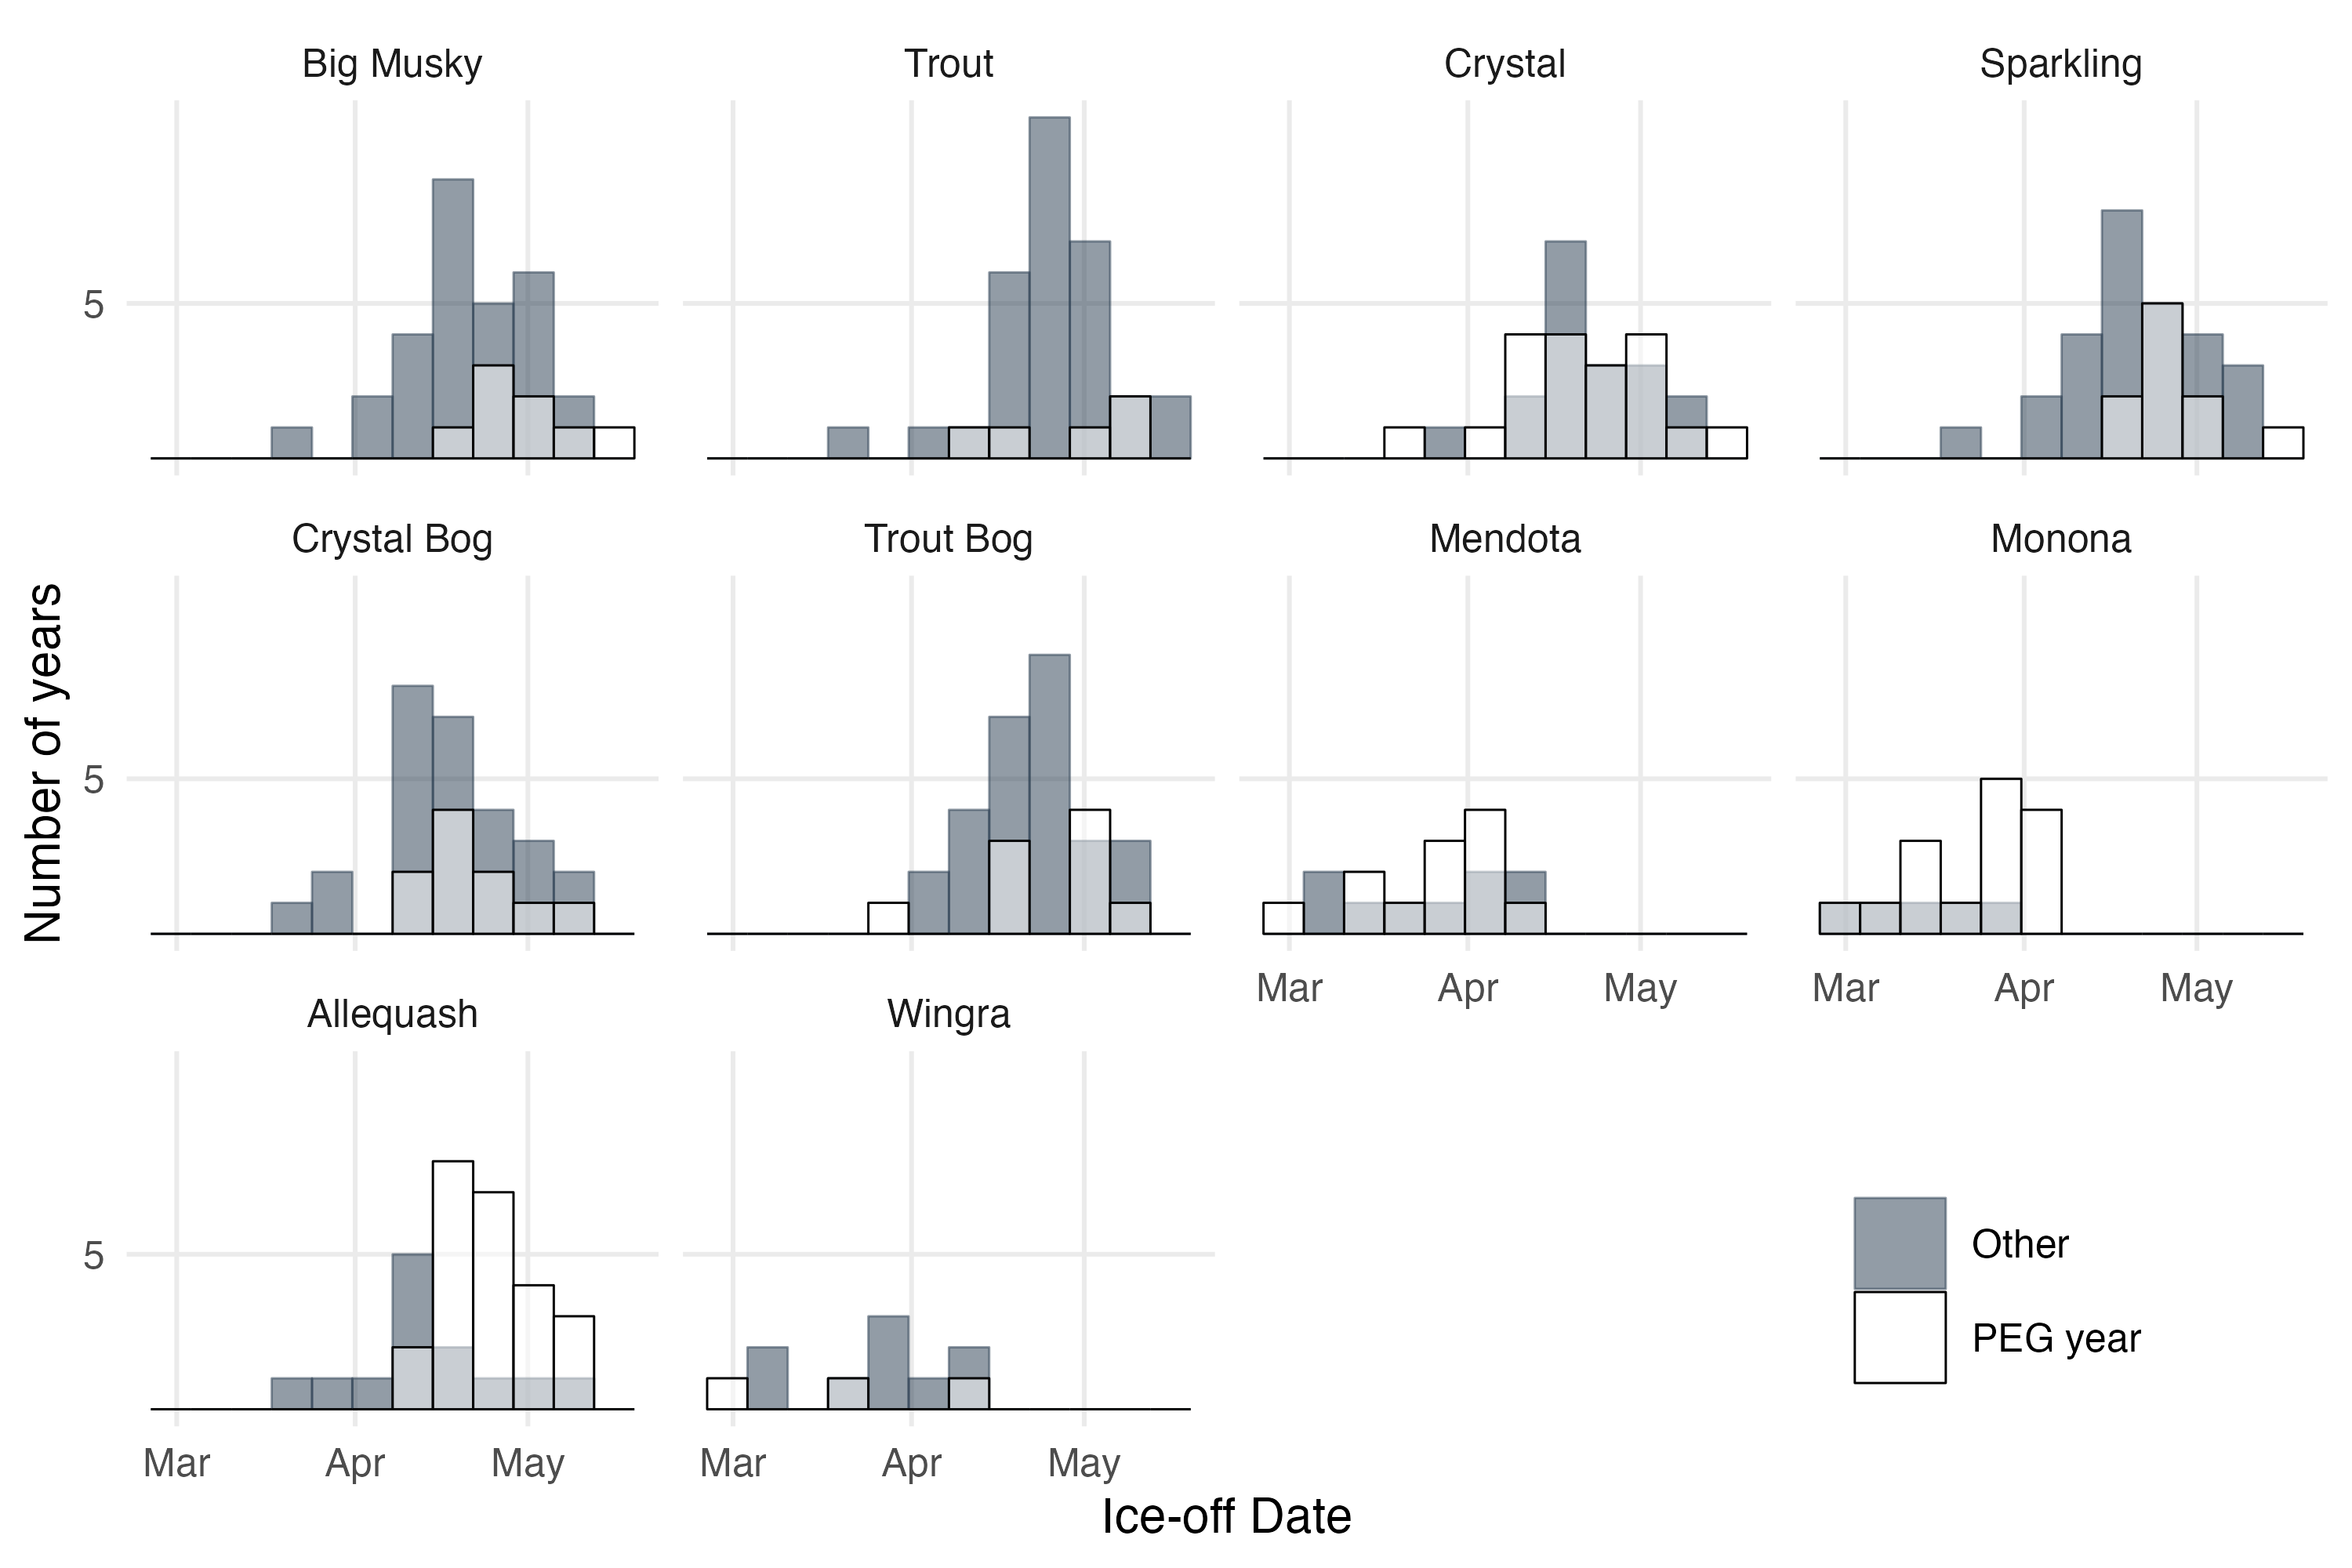 Big Musky
Trout
Crystal
Sparkling
5
Crystal Bog
Trout Bog
Mendota
Monona
5
Mar Apr May
Mar Apr May
Allequash
Wingra
5
Mar Apr May
Mar Apr May
Number of years
Ice-off Date
Other
PEG year